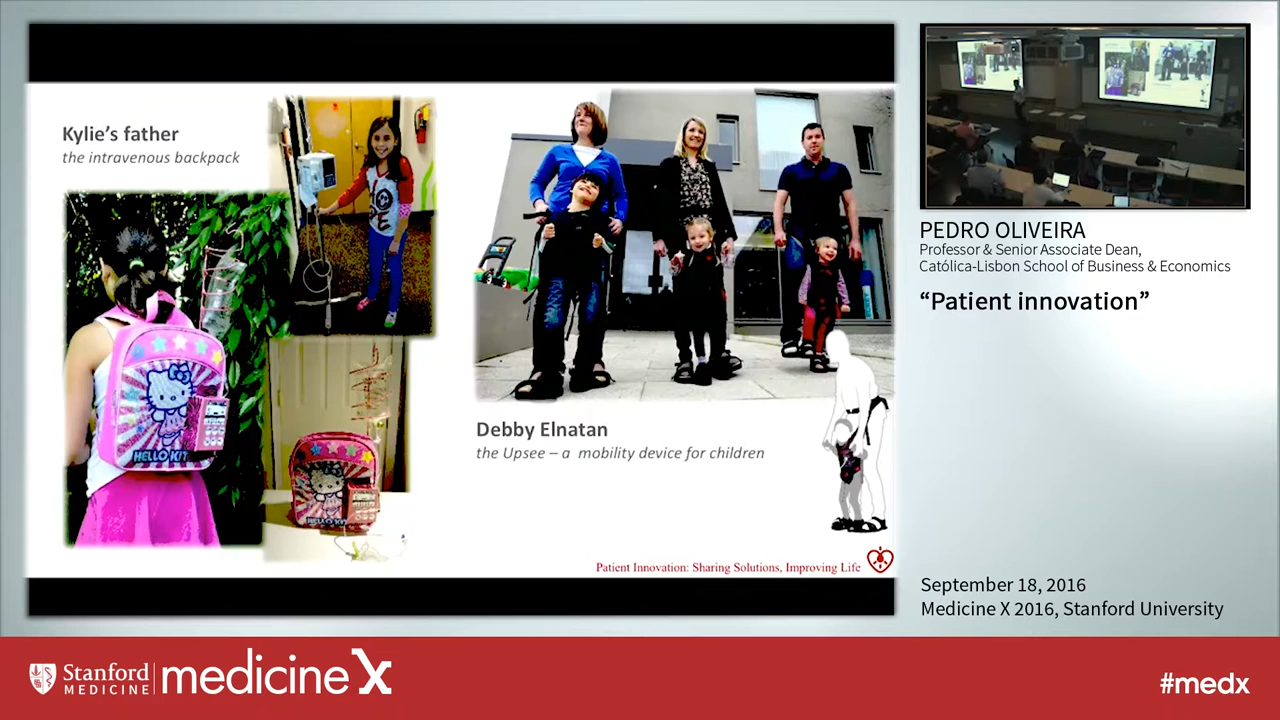 Kylie's father
the intravenous backpack
HELLO KIT
HELLO KIT
Debby Elnatan
the Upsee – a mobility device for children
Patient Innovation: Sharing Solutions, Improving Life
PEDRO OLIVEIRA
Professor & Senior Associate Dean,
Católica-Lisbon School of Business & Economics
“Patient innovation”
September 18, 2016
Medicine X 2016, Stanford University
Stanford
MEDICINE
medicine X
#medx